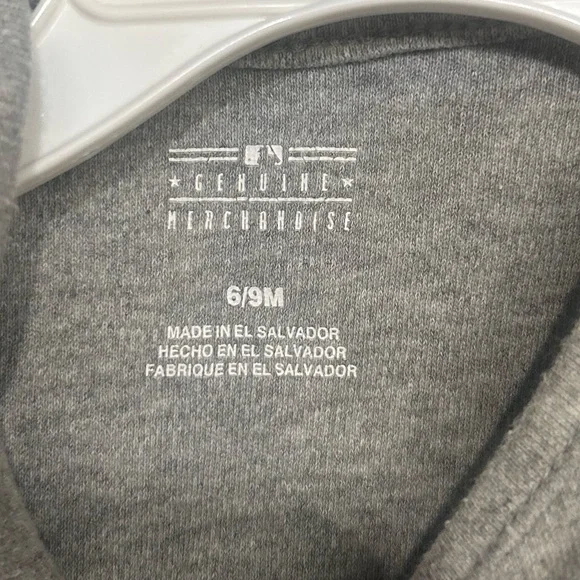 ★ GENUINE ★
MERCHANDISE
6/9M
MADE IN EL SALVADOR
HECHO EN EL SALVADOR
FABRIQUE EN EL SALVADOR